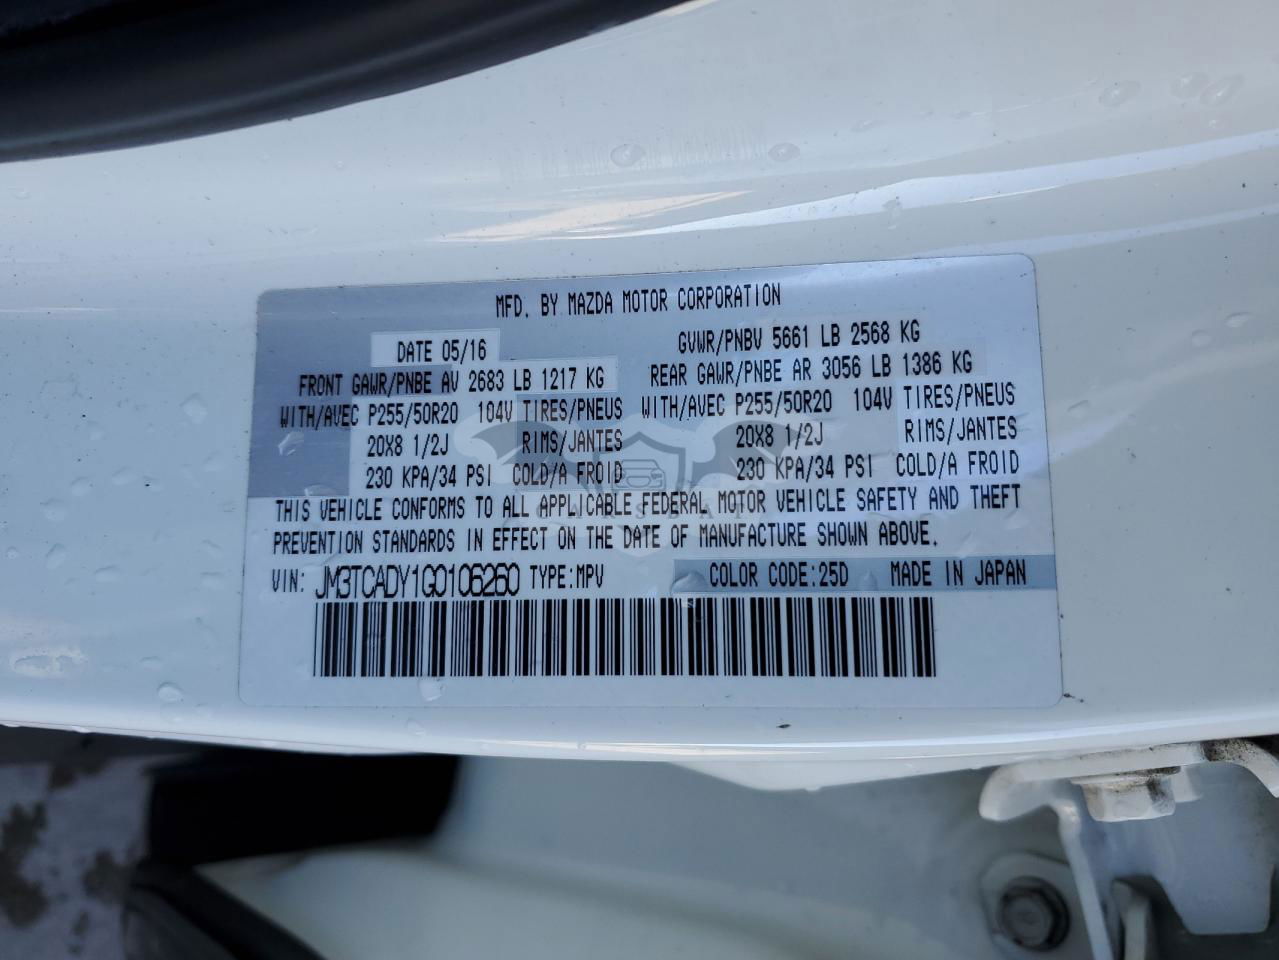 MFD. BY MAZDA MOTOR CORPORATION
DATE 05/16 GVWR/PNBV 5661 LB 2568 KG
FRONT GAWR/PNBE AV 2683 LB 1217 KG REAR GAWR/PNBE AR 3056 LB 1386 KG
WITH/AVEC P255/50R20 104V TIRES/PNEUS WITH/AVEC P255/50R20 104V TIRES/PNEUS
20X8 1/2J RIMS/JANTES 20X8 1/2J RIMS/JANTES
230 KPA/34 PSI COLD/A FROID 230 KPA/34 PSI COLD/A FROID
THIS VEHICLE CONFORMS TO ALL APPLICABLE FEDERAL MOTOR VEHICLE SAFETY AND THEFT
PREVENTION STANDARDS IN EFFECT ON THE DATE OF MANUFACTURE SHOWN ABOVE.
VIN: JM3TCADY1G0106260 TYPE:MPV COLOR CODE:25D MADE IN JAPAN